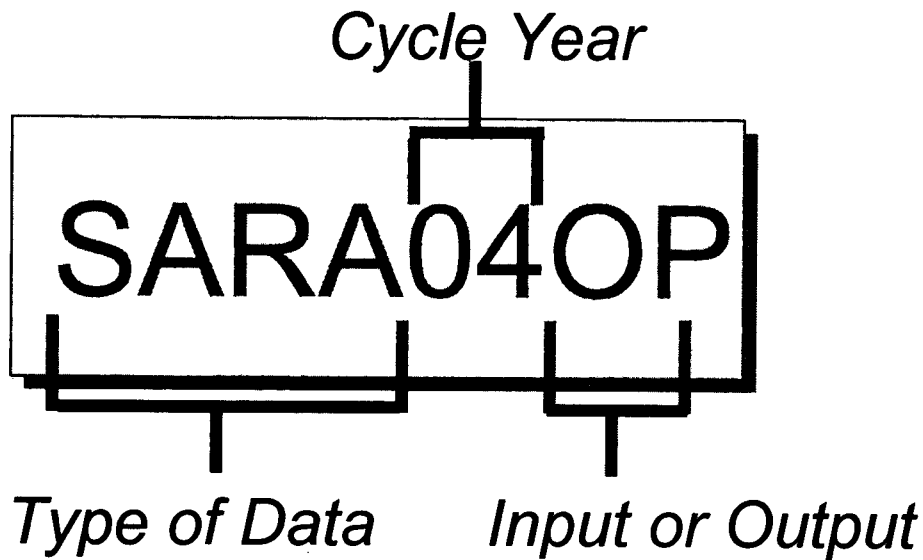 Cycle Year
SARA04OP
Type of Data
Input or Output